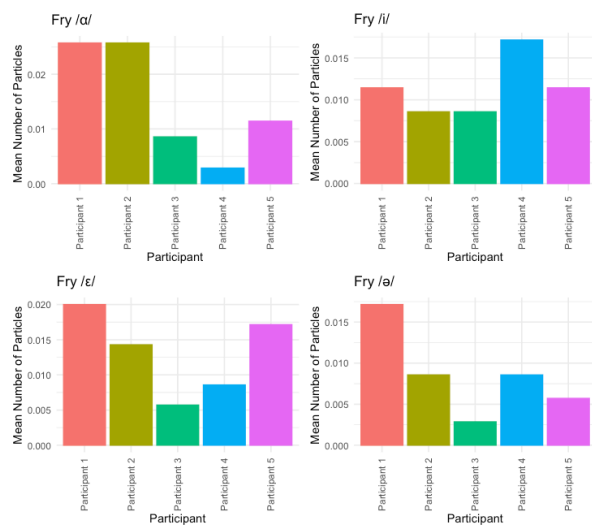 Fry /ɑ/
Mean Number of Particles
0.02
0.01
0.00
Participant 1
Participant 2
Participant 3
Participant 4
Participant 5
Participant
Fry /i/
Mean Number of Particles
0.015
0.010
0.005
0.000
Participant 1
Participant 2
Participant 3
Participant 4
Participant 5
Participant
Fry /ɛ/
Mean Number of Particles
0.020
0.015
0.010
0.005
0.000
Participant 1
Participant 2
Participant 3
Participant 4
Participant 5
Participant
Fry /ə/
Mean Number of Particles
0.015
0.010
0.005
0.000
Participant 1
Participant 2
Participant 3
Participant 4
Participant 5
Participant